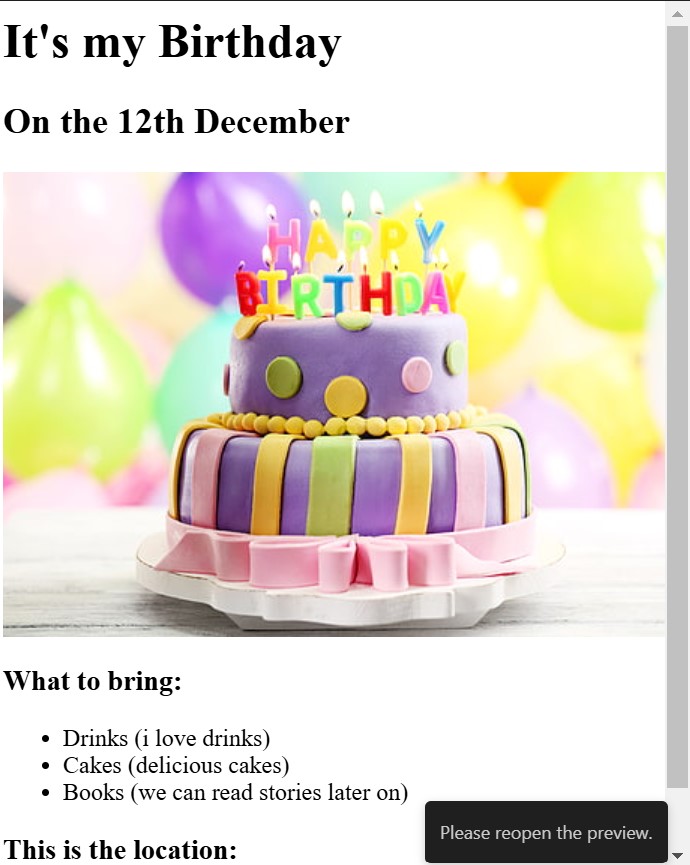 It's my Birthday
On the 12th December
HAPPY
BIRTHDAY
What to bring:
Drinks (i love drinks)
Cakes (delicious cakes)
Books (we can read stories later on)
This is the location:
Please reopen the preview.